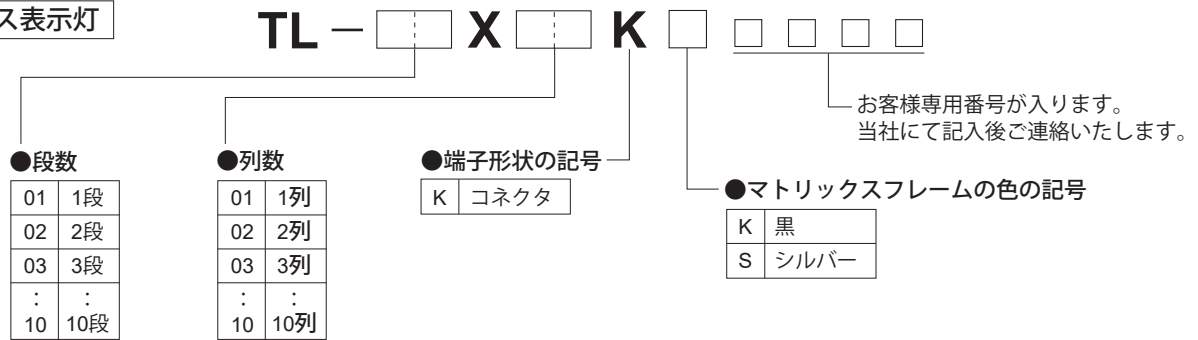 ス表示灯
TL － □□ X □□ K □ □ □ □ □
お客様専用番号が入ります。
当社にて記入後ご連絡いたします。
●段数
01 1段
02 2段
03 3段
： ：
10 10段
●列数
01 1列
02 2列
03 3列
： ：
10 10列
●端子形状の記号
K コネクタ
●マトリックスフレームの色の記号
K 黒
S シルバー